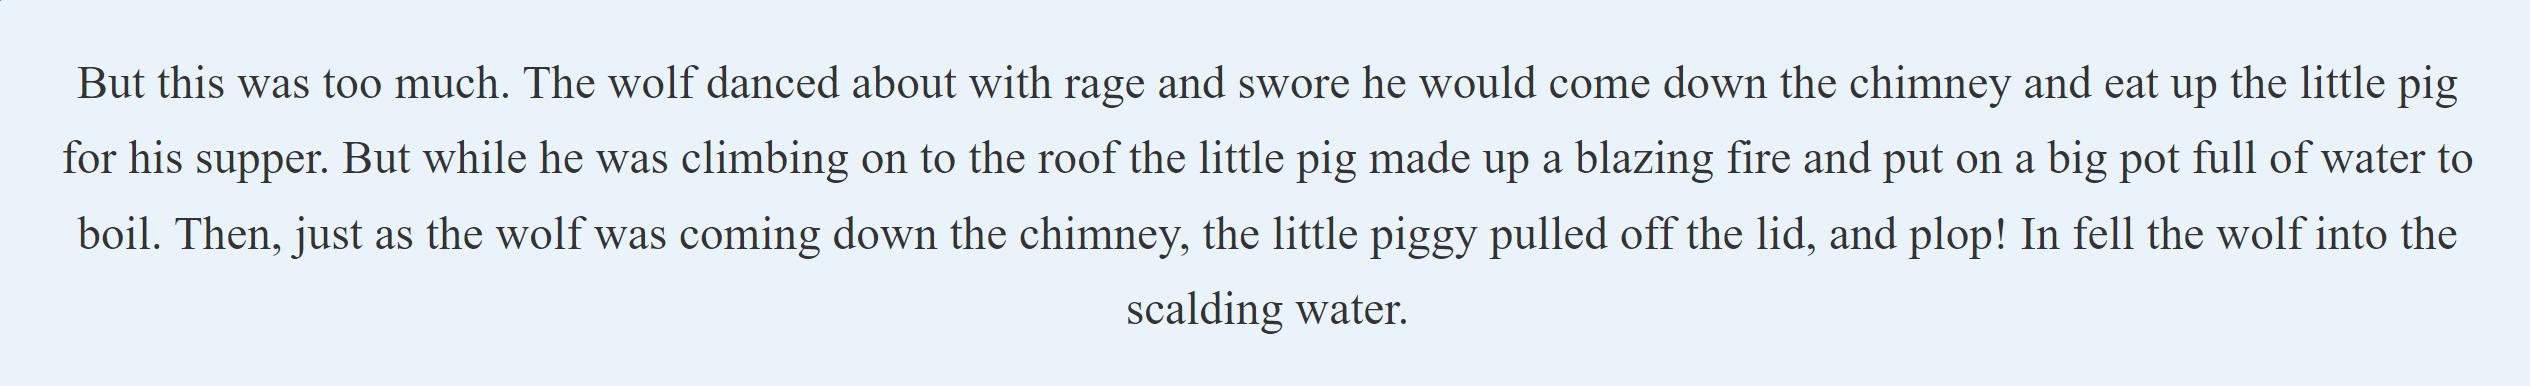 But this was too much. The wolf danced about with rage and swore he would come down the chimney and eat up the little pig
for his supper. But while he was climbing on to the roof the little pig made up a blazing fire and put on a big pot full of water to
boil. Then, just as the wolf was coming down the chimney, the little piggy pulled off the lid, and plop! In fell the wolf into the
scalding water.